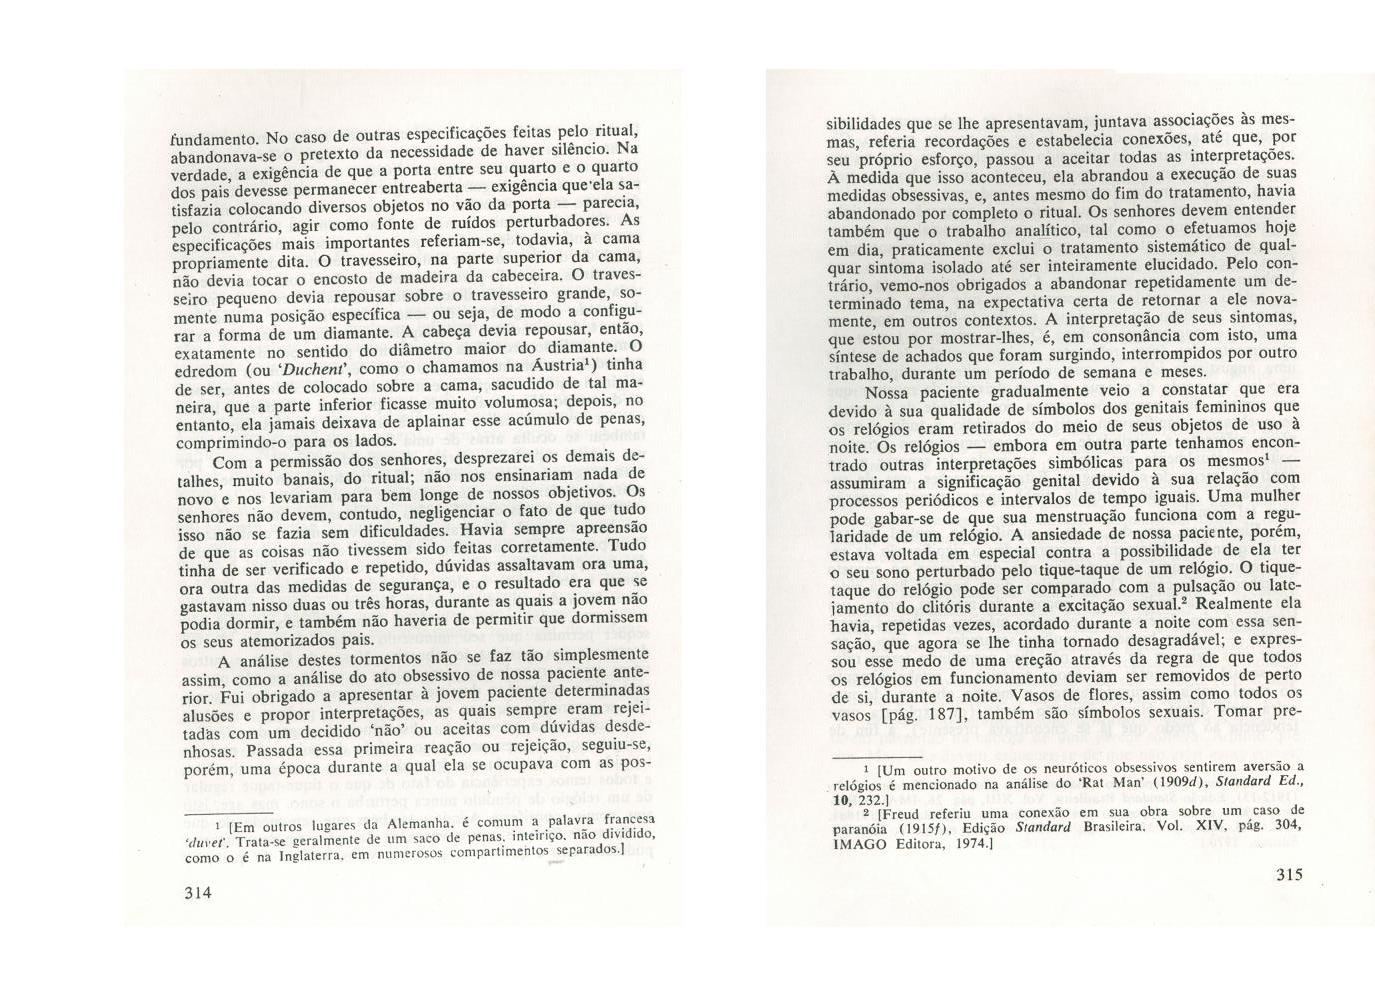 fundamento. No caso de outras especificações feitas pelo ritual,
abandonava-se o pretexto da necessidade de haver silêncio. Na
verdade, a exigência de que a porta entre seu quarto e o quarto
dos pais devesse permanecer entreaberta — exigência que ela sa-
tisfazia colocando diversos objetos no vão da porta — parecia,
pelo contrário, agir como fonte de ruídos perturbadores. As
especificações mais importantes referiam-se, todavia, à cama
propriamente dita. O travesseiro, na parte superior da cama,
não devia tocar o encosto de madeira da cabeceira. O traves-
seiro pequeno devia repousar sobre o travesseiro grande, so-
mente numa posição específica — ou seja, de modo a configu-
rar a forma de um diamante. A cabeça devia repousar, então,
exatamente no sentido do diâmetro maior do diamante. O
edredom (ou ‘Duchent’, como o chamamos na Áustria¹) tinha
de ser, antes de colocado sobre a cama, sacudido de tal ma-
neira, que a parte inferior ficasse muito volumosa; depois, no
entanto, ela jamais deixava de aplainar esse acúmulo de penas,
comprimindo-o para os lados.
Com a permissão dos senhores, desprezarei os demais de-
talhes, muito banais, do ritual; não nos ensinariam nada de
novo e nos levariam para bem longe de nossos objetivos. Os
senhores não devem, contudo, negligenciar o fato de que tudo
isso não se fazia sem dificuldades. Havia sempre apreensão
de que as coisas não tivessem sido feitas corretamente. Tudo
tinha de ser verificado e repetido, dúvidas assaltavam ora uma,
ora outra das medidas de segurança, e o resultado era que se
gastavam nisso duas ou três horas, durante as quais a jovem não
podia dormir, e também não haveria de permitir que dormissem
os seus atemorizados pais.
A análise destes tormentos não se faz tão simplesmente
assim, como a análise do ato obsessivo de nossa paciente ante-
rior. Fui obrigado a apresentar à jovem paciente determinadas
alusões e propor interpretações, as quais sempre eram rejei-
tadas com um decidido ‘não’ ou aceitas com dúvidas desde-
nhosas. Passada essa primeira reação ou rejeição, seguiu-se,
porém, uma época durante a qual ela se ocupava com as pos-
¹ [Em outros lugares da Alemanha, é comum a palavra francesa
‘duvet’. Trata-se geralmente de um saco de penas, inteiriço, não dividido,
como o é na Inglaterra, em numerosos compartimentos separados.]
314
sibilidades que se lhe apresentavam, juntava associações às mes-
mas, referia recordações e estabelecia conexões, até que, por
seu próprio esforço, passou a aceitar todas as interpretações.
À medida que isso aconteceu, ela abrandou a execução de suas
medidas obsessivas, e, antes mesmo do fim do tratamento, havia
abandonado por completo o ritual. Os senhores devem entender
também que o trabalho analítico, tal como o efetuamos hoje
em dia, praticamente exclui o tratamento sistemático de qual-
quar sintoma isolado até ser inteiramente elucidado. Pelo con-
trário, vemo-nos obrigados a abandonar repetidamente um de-
terminado tema, na expectativa certa de retornar a ele nova-
mente, em outros contextos. A interpretação de seus sintomas,
que estou por mostrar-lhes, é, em consonância com isto, uma
síntese de achados que foram surgindo, interrompidos por outro
trabalho, durante um período de semana e meses.
Nossa paciente gradualmente veio a constatar que era
devido à sua qualidade de símbolos dos genitais femininos que
os relógios eram retirados do meio de seus objetos de uso à
noite. Os relógios — embora em outra parte tenhamos encon-
trado outras interpretações simbólicas para os mesmos¹ —
assumiram a significação genital devido à sua relação com
processos periódicos e intervalos de tempo iguais. Uma mulher
pode gabar-se de que sua menstruação funciona com a regu-
laridade de um relógio. A ansiedade de nossa paciente, porém,
estava voltada em especial contra a possibilidade de ela ter
o seu sono perturbado pelo tique-taque de um relógio. O tique-
taque do relógio pode ser comparado com a pulsação ou late-
jamento do clitóris durante a excitação sexual.² Realmente ela
havia, repetidas vezes, acordado durante a noite com essa sen-
sação, que agora se lhe tinha tornado desagradável; e expres-
sou esse medo de uma ereção através da regra de que todos
os relógios em funcionamento deviam ser removidos de perto
de si, durante a noite. Vasos de flores, assim como todos os
vasos [pág. 187], também são símbolos sexuais. Tomar pre-
¹ [Um outro motivo de os neuróticos obsessivos sentirem aversão a
relógios é mencionado na análise do ‘Rat Man’ (1909d), Standard Ed.,
10, 232.]
² [Freud referiu uma conexão em sua obra sobre um caso de
paranóia (1915f), Edição Standard Brasileira, Vol. XIV, pág. 304,
IMAGO Editora, 1974.]
315